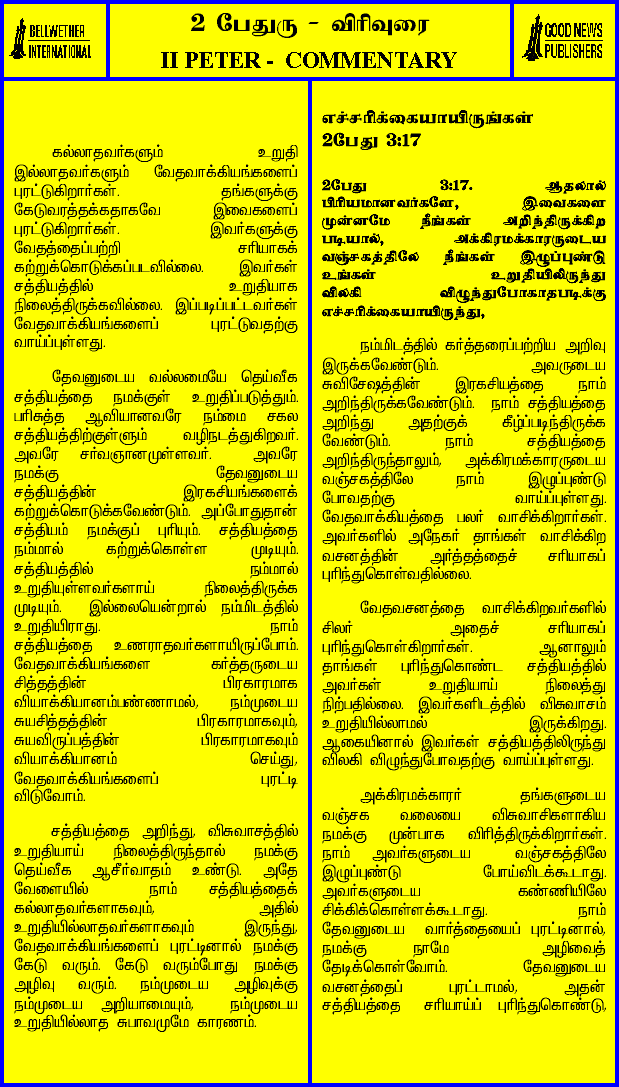 BELLWETHER
INTERNATIONAL
2 பேதுரு - விரிவுரை
II PETER - COMMENTARY
GOOD NEWS
PUBLISHERS
கல்லாதவர்களும் உறுதி
இல்லாதவர்களும் வேதவாக்கியங்களைப்
புரட்டுகிறார்கள். தங்களுக்கு
கேடுவரத்தக்கதாகவே இவைகளைப்
புரட்டுகிறார்கள். இவர்களுக்கு
வேதத்தைப்பற்றி சரியாகக்
கற்றுக்கொடுக்கப்படவில்லை. இவர்கள்
சத்தியத்தில் உறுதியாக
நிலைத்திருக்கவில்லை. இப்படிப்பட்டவர்கள்
வேதவாக்கியங்களைப் புரட்டுவதற்கு
வாய்ப்புள்ளது.
தேவனுடைய வல்லமையே தெய்வீக
சத்தியத்தை நமக்குள் உறுதிப்படுத்தும்.
பரிசுத்த ஆவியானவரே நம்மை சகல
சத்தியத்திற்குள்ளும் வழிநடத்துகிறவர்.
அவரே சர்வஞானமுள்ளவர். அவரே
நமக்கு தேவனுடைய
சத்தியத்தின் இரகசியங்களைக்
கற்றுக்கொடுக்கவேண்டும். அப்போதுதான்
சத்தியம் நமக்குப் புரியும். சத்தியத்தை
நம்மால் கற்றுக்கொள்ள முடியும்.
சத்தியத்தில் நம்மால்
உறுதியுள்ளவர்களாய் நிலைத்திருக்க
முடியும். இல்லையென்றால் நம்மிடத்தில்
உறுதியிராது. நாம்
சத்தியத்தை உணராதவர்களாயிருப்போம்.
வேதவாக்கியங்களை கர்த்தருடைய
சித்தத்தின் பிரகாரமாக
வியாக்கியானம்பண்ணாமல், நம்முடைய
சுயசித்தத்தின் பிரகாரமாகவும்,
சுயவிருப்பத்தின் பிரகாரமாகவும்
வியாக்கியானம் செய்து,
வேதவாக்கியங்களைப் புரட்டி
விடுவோம்.
சத்தியத்தை அறிந்து, விசுவாசத்தில்
உறுதியாய் நிலைத்திருந்தால் நமக்கு
தெய்வீக ஆசீர்வாதம் உண்டு. அதே
வேளையில் நாம் சத்தியத்தைக்
கல்லாதவர்களாகவும், அதில்
உறுதியில்லாதவர்களாகவும் இருந்து,
வேதவாக்கியங்களைப் புரட்டினால் நமக்கு
கேடு வரும். கேடு வரும்போது நமக்கு
அழிவு வரும். நம்முடைய அழிவுக்கு
நம்முடைய அறியாமையும், நம்முடைய
உறுதியில்லாத சுபாவமுமே காரணம்.
எச்சரிக்கையாயிருங்கள்
2பேது 3:17
2பேது 3:17. ஆதலால்
பிரியமானவர்களே, இவைகளை
முன்னமே நீங்கள் அறிந்திருக்கிற
படியால், அக்கிரமக்காரருடைய
வஞ்சகத்திலே நீங்கள் இழுப்புண்டு
உங்கள் உறுதியிலிருந்து
விலகி விழுந்துபோகாதபடிக்கு
எச்சரிக்கையாயிருந்து,
நம்மிடத்தில் கர்த்தரைப்பற்றிய அறிவு
இருக்கவேண்டும். அவருடைய
சுவிசேஷத்தின் இரகசியத்தை நாம்
அறிந்திருக்கவேண்டும். நாம் சத்தியத்தை
அறிந்து அதற்குக் கீழ்ப்படிந்திருக்க
வேண்டும். நாம் சத்தியத்தை
அறிந்திருந்தாலும், அக்கிரமக்காரருடைய
வஞ்சகத்திலே நாம் இழுப்புண்டு
போவதற்கு வாய்ப்புள்ளது.
வேதவாக்கியத்தை பலர் வாசிக்கிறார்கள்.
அவர்களில் அநேகர் தாங்கள் வாசிக்கிற
வசனத்தின் அர்த்தத்தைச் சரியாகப்
புரிந்துகொள்வதில்லை.
வேதவசனத்தை வாசிக்கிறவர்களில்
சிலர் அதைச் சரியாகப்
புரிந்துகொள்கிறார்கள். ஆனாலும்
தாங்கள் புரிந்துகொண்ட சத்தியத்தில்
அவர்கள் உறுதியாய் நிலைத்து
நிற்பதில்லை. இவர்களிடத்தில் விசுவாசம்
உறுதியில்லாமல் இருக்கிறது.
ஆகையினால் இவர்கள் சத்தியத்திலிருந்து
விலகி விழுந்துபோவதற்கு வாய்ப்புள்ளது.
அக்கிரமக்காரர் தங்களுடைய
வஞ்சக வலையை விசுவாசிகளாகிய
நமக்கு முன்பாக விரித்திருக்கிறார்கள்.
நாம் அவர்களுடைய வஞ்சகத்திலே
இழுப்புண்டு போய்விடக்கூடாது.
அவர்களுடைய கண்ணியிலே
சிக்கிக்கொள்ளக்கூடாது. நாம்
தேவனுடைய வார்த்தையைப் புரட்டினால்,
நமக்கு நாமே அழிவைத்
தேடிக்கொள்வோம். தேவனுடைய
வசனத்தைப் புரட்டாமல், அதன்
சத்தியத்தை சரியாய்ப் புரிந்துகொண்டு,